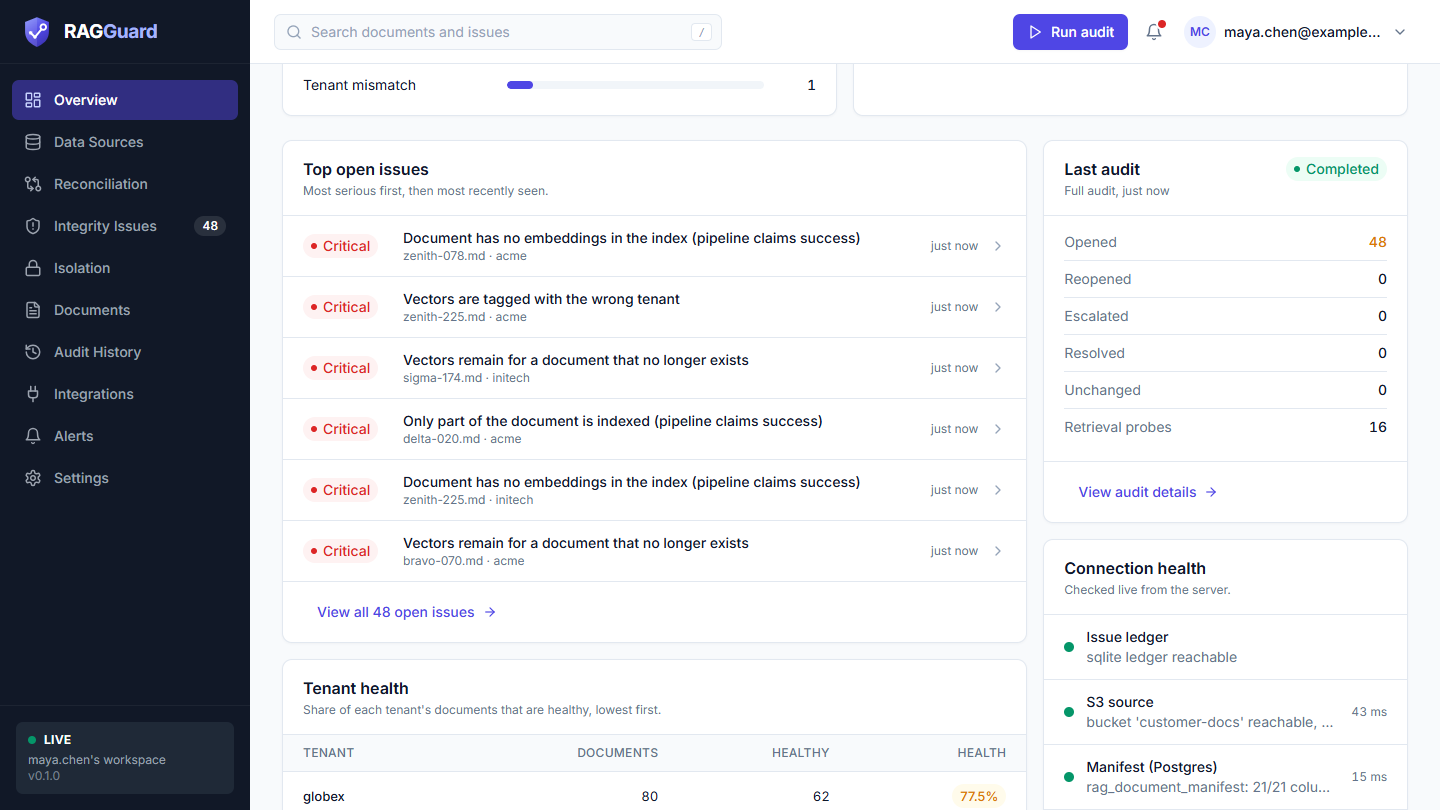 RAGGuard
Search documents and issues
/
Run audit
MC
maya.chen@example...
Overview
Data Sources
Reconciliation
Integrity Issues
48
Isolation
Documents
Audit History
Integrations
Alerts
Settings
LIVE
maya.chen's workspace
v0.1.0
Tenant mismatch
1
Top open issues
Most serious first, then most recently seen.
Critical
Document has no embeddings in the index (pipeline claims success)
zenith-078.md · acme
just now
Critical
Vectors are tagged with the wrong tenant
zenith-225.md · acme
just now
Critical
Vectors remain for a document that no longer exists
sigma-174.md · initech
just now
Critical
Only part of the document is indexed (pipeline claims success)
delta-020.md · acme
just now
Critical
Document has no embeddings in the index (pipeline claims success)
zenith-225.md · initech
just now
Critical
Vectors remain for a document that no longer exists
bravo-070.md · acme
just now
View all 48 open issues
Tenant health
Share of each tenant's documents that are healthy, lowest first.
TENANT DOCUMENTS HEALTHY HEALTH
globex 80 62 77.5%
Last audit
Completed
Full audit, just now
Opened 48
Reopened 0
Escalated 0
Resolved 0
Unchanged 0
Retrieval probes 16
View audit details
Connection health
Checked live from the server.
Issue ledger
sqlite ledger reachable
S3 source
bucket 'customer-docs' reachable, ...
43 ms
Manifest (Postgres)
rag_document_manifest: 21/21 colu...
15 ms